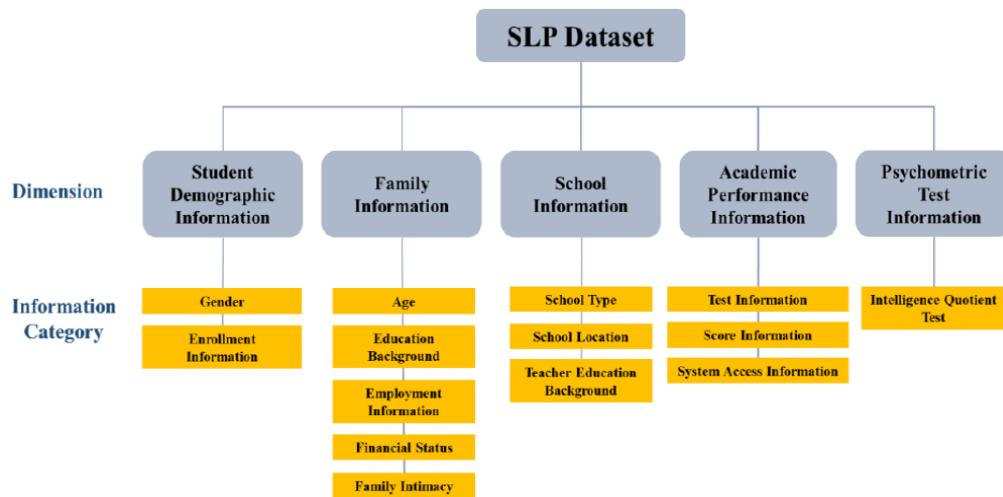 SLP Dataset
Dimension
Student
Demographic
Information
Family
Information
School
Information
Academic
Performance
Information
Psychometric
Test
Information
Information
Category
Gender
Enrollment
Information
Age
Education
Background
Employment
Information
Financial Status
Family Intimacy
School Type
School Location
Teacher Education
Background
Test Information
Score Information
System Access Information
Intelligence Quotient
Test